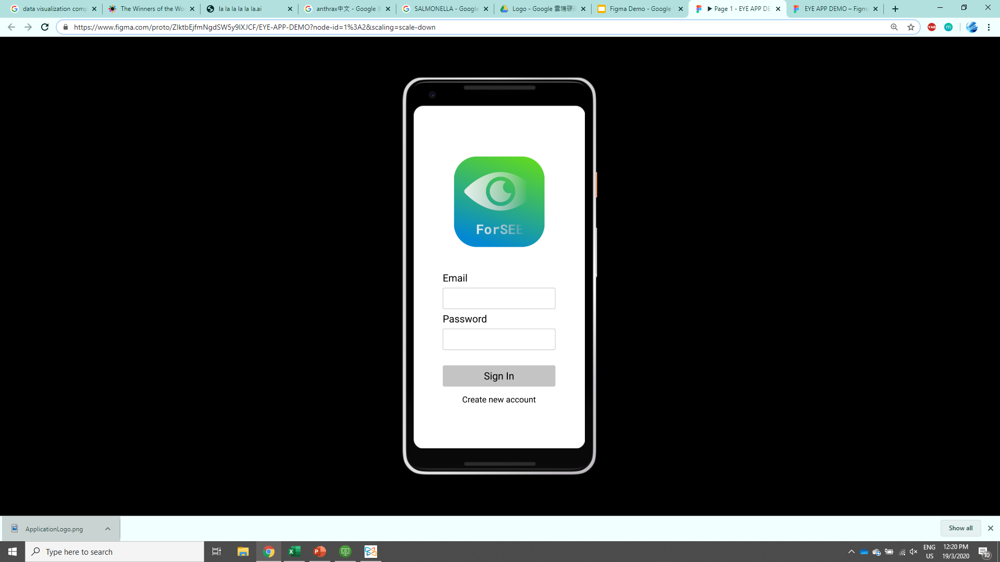 data visualization comp
The Winners of the Wo
la la la la la la.ai
anthrax中文 - Google
SALMONELLA - Google
Logo - Google 雲端硬
Figma Demo - Google
▶ Page 1 - EYE APP DE
EYE APP DEMO – Figma
https://www.figma.com/proto/ZlktbEjfmNgdSW5y9IXJCF/EYE-APP-DEMO?node-id=1%3A2&scaling=scale-down
YAB
m
ForSEE
Email
Password
Sign In
Create new account
ApplicationLogo.png
Show all
Type here to search
ENG
US
12:20 PM
19/3/2020
10